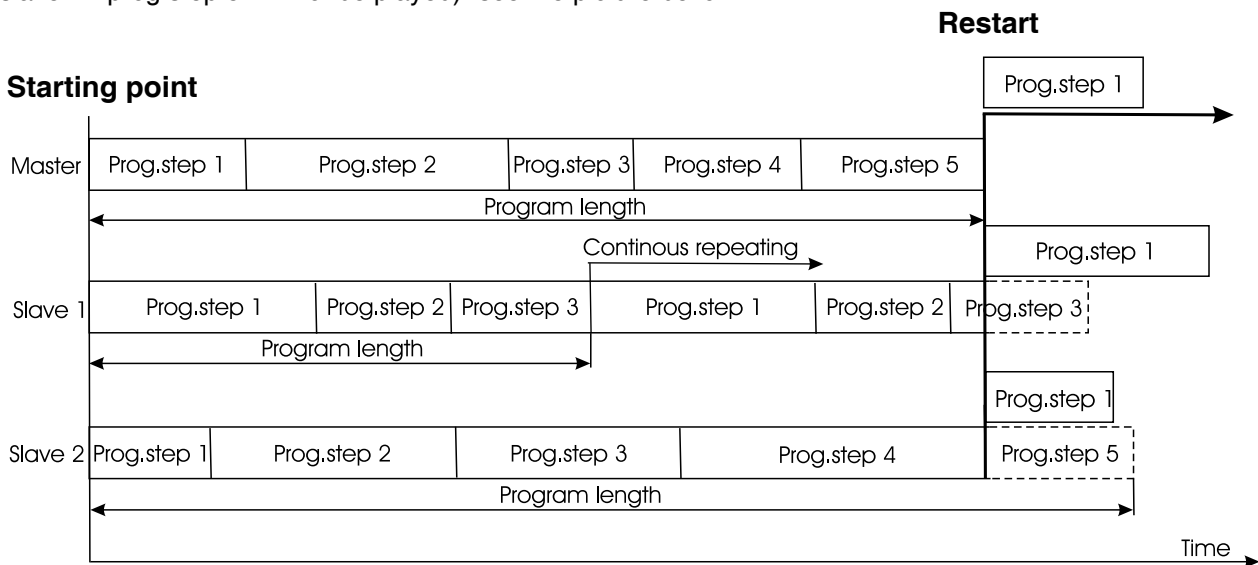 Restart
Prog.step 1
Starting point
Master Prog.step 1 Prog.step 2 Prog.step 3 Prog.step 4 Prog.step 5
Program length
Continous repeating
Prog.step 1
Slave 1 Prog.step 1 Prog.step 2 Prog.step 3 Prog.step 1 Prog.step 2 Prog.step 3
Program length
Prog.step 1
Slave 2 Prog.step 1 Prog.step 2 Prog.step 3 Prog.step 4 Prog.step 5
Program length
Time